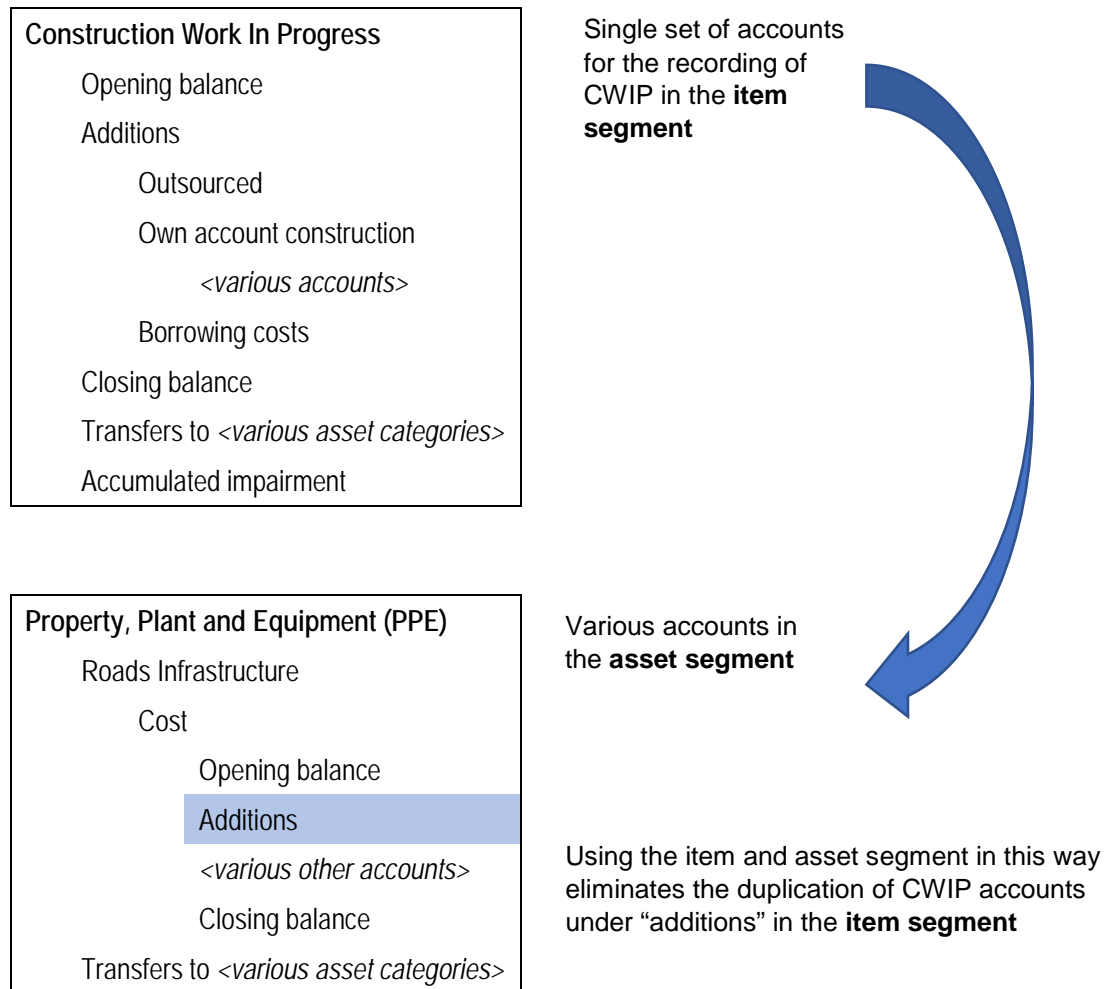 Construction Work In Progress
Opening balance
Additions
Outsourced
Own account construction
<various accounts>
Borrowing costs
Closing balance
Transfers to <various asset categories>
Accumulated impairment
Single set of accounts
for the recording of
CWIP in the item
segment
Property, Plant and Equipment (PPE)
Roads Infrastructure
Cost
Opening balance
Additions
<various other accounts>
Closing balance
Transfers to <various asset categories>
Various accounts in
the asset segment
Using the item and asset segment in this way
eliminates the duplication of CWIP accounts
under “additions” in the item segment